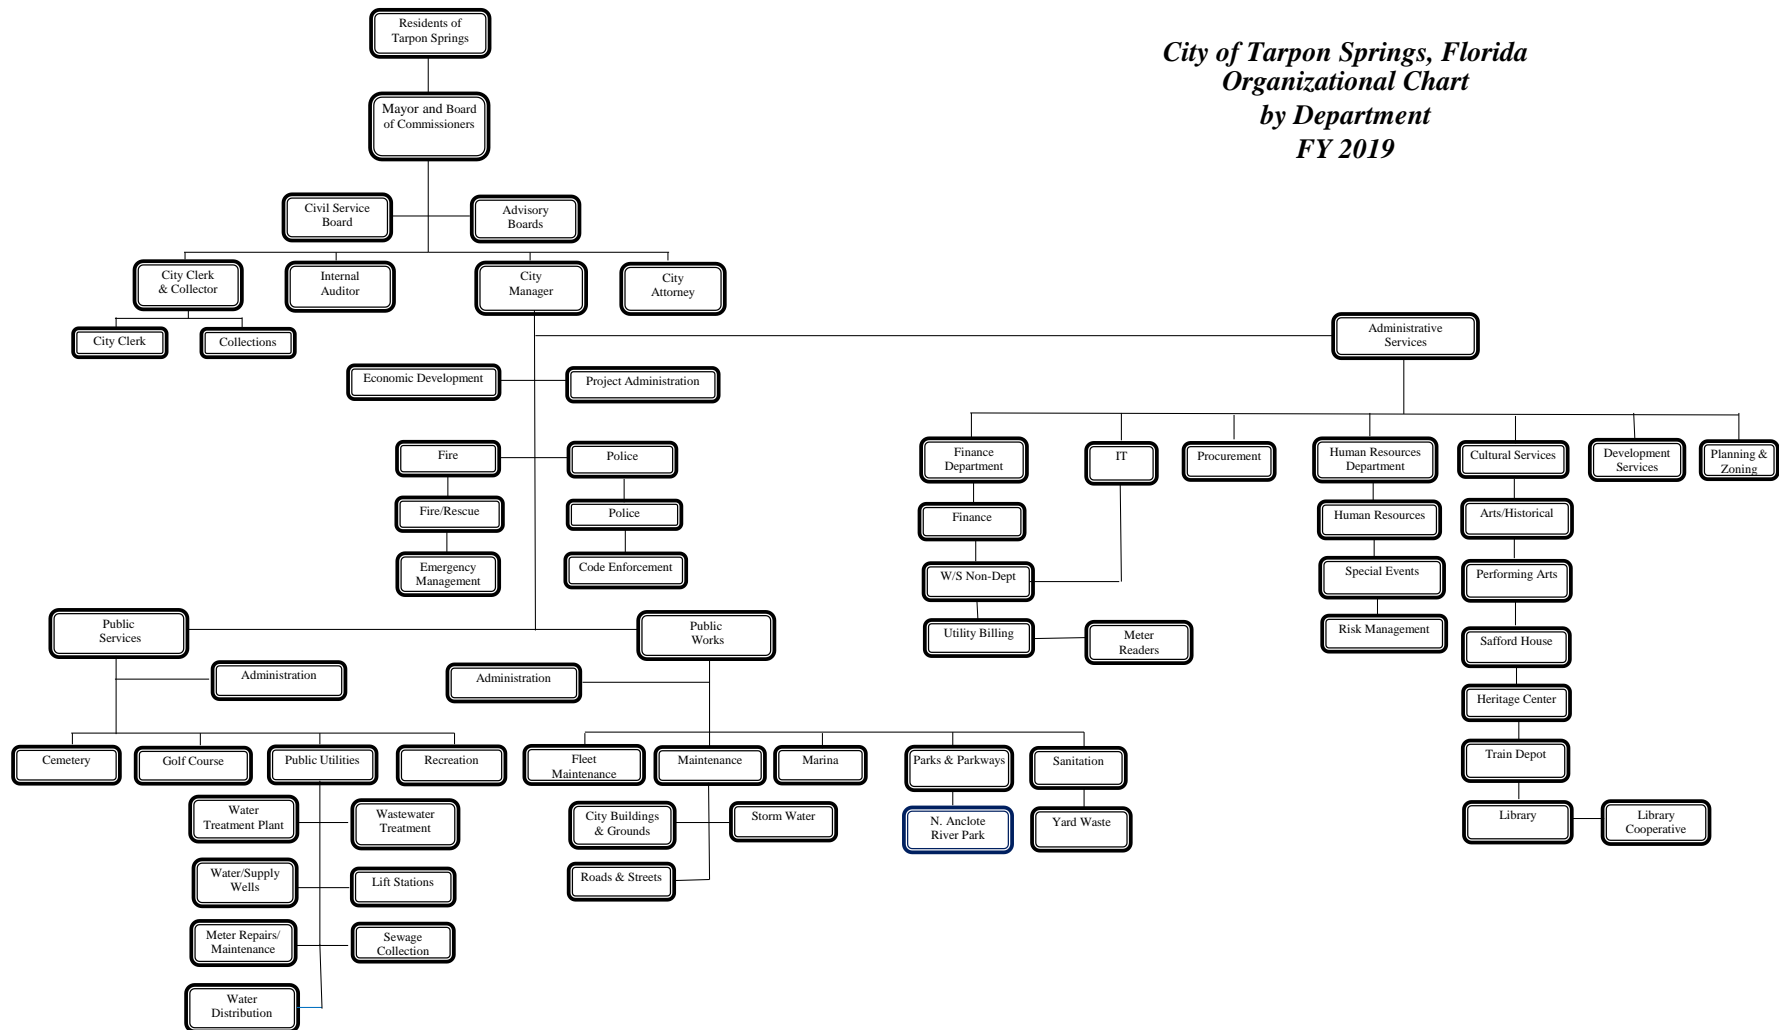 Residents of
Tarpon Springs
City of Tarpon Springs, Florida
Organizational Chart
by Department
FY 2019
Mayor and Board
of Commissioners
Civil Service
Board
Advisory
Boards
City Clerk
& Collector
Internal
Auditor
City
Manager
City
Attorney
City Clerk
Collections
Administrative
Services
Economic Development
Project Administration
Fire
Police
Fire/Rescue
Police
Emergency
Management
Code Enforcement
Finance
Department
IT
Procurement
Human Resources
Department
Cultural Services
Development
Services
Planning &
Zoning
Finance
Human Resources
Arts/Historical
W/S Non-Dept
Special Events
Performing Arts
Utility Billing
Meter
Readers
Risk Management
Safford House
Heritage Center
Train Depot
Library
Library
Cooperative
Public
Services
Public
Works
Administration
Administration
Cemetery
Golf Course
Public Utilities
Recreation
Fleet
Maintenance
Maintenance
Marina
Parks & Parkways
Sanitation
Water
Treatment Plant
Wastewater
Treatment
City Buildings
& Grounds
Storm Water
N. Anclote
River Park
Yard Waste
Water/Supply
Wells
Lift Stations
Roads & Streets
Meter Repairs/
Maintenance
Sewage
Collection
Water
Distribution